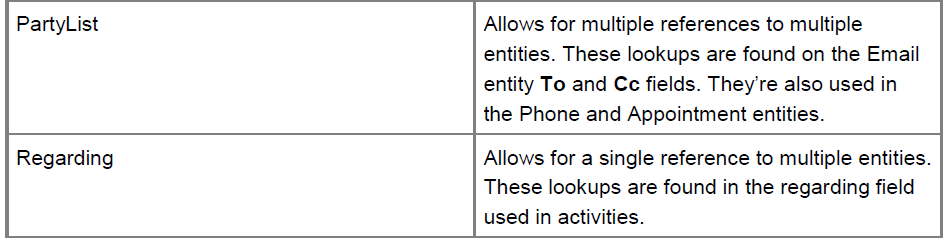 PartyList
Allows for multiple references to multiple
entities. These lookups are found on the Email
entity To and Cc fields. They’re also used in
the Phone and Appointment entities.
Regarding
Allows for a single reference to multiple entities.
These lookups are found in the regarding field
used in activities.